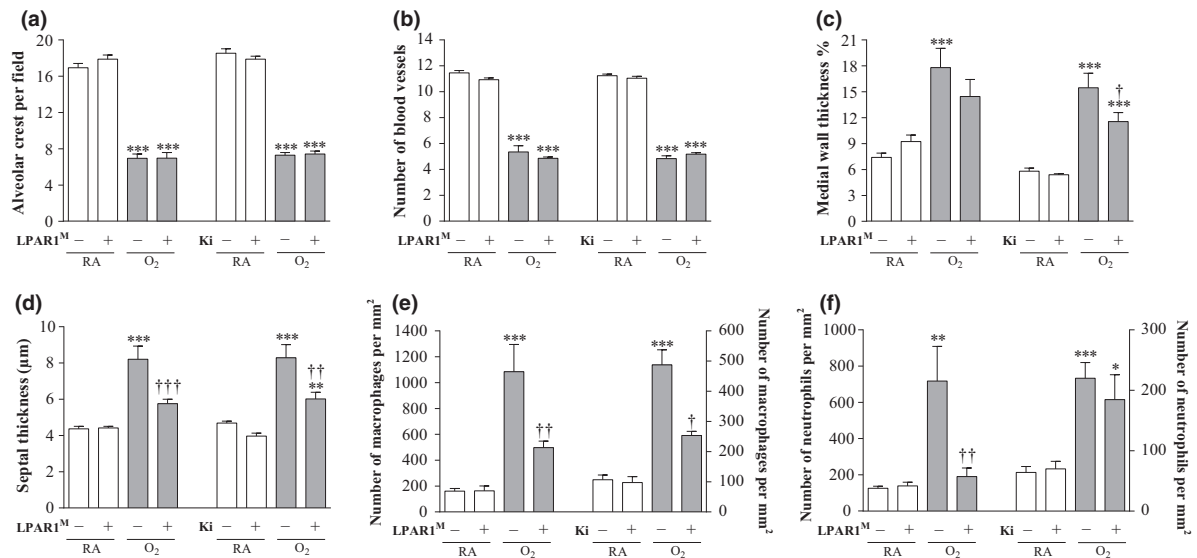 (a)
Alveolar crest per field
20
16
12
8
4
0
*** ***
*** ***
LPAR1ᴹ − + − + Ki − + − +
RA O₂ RA O₂
(b)
Number of blood vessels
14
12
10
8
6
4
2
0
***
***
*** ***
LPAR1ᴹ − + − + Ki − + − +
RA O₂ RA O₂
(c)
Medial wall thickness %
21
18
15
12
9
6
3
0
***
***
†
***
LPAR1ᴹ − + − + Ki − + − +
RA O₂ RA O₂
(d)
Septal thickness (µm)
10
8
6
4
2
0
***
†††
***
††
**
LPAR1ᴹ − + − + Ki − + − +
RA O₂ RA O₂
(e)
Number of macrophages per mm²
1400
1200
1000
800
600
400
200
0
***
††
***
†
600
500
400
300
200
100
0
Number of macrophages per mm²
LPAR1ᴹ − + − + Ki − + − +
RA O₂ RA O₂
(f)
Number of neutrophils per mm²
1000
800
600
400
200
0
**
††
***
*
300
200
100
0
Number of neutrophils per mm²
LPAR1ᴹ − + − + Ki − + − +
RA O₂ RA O₂